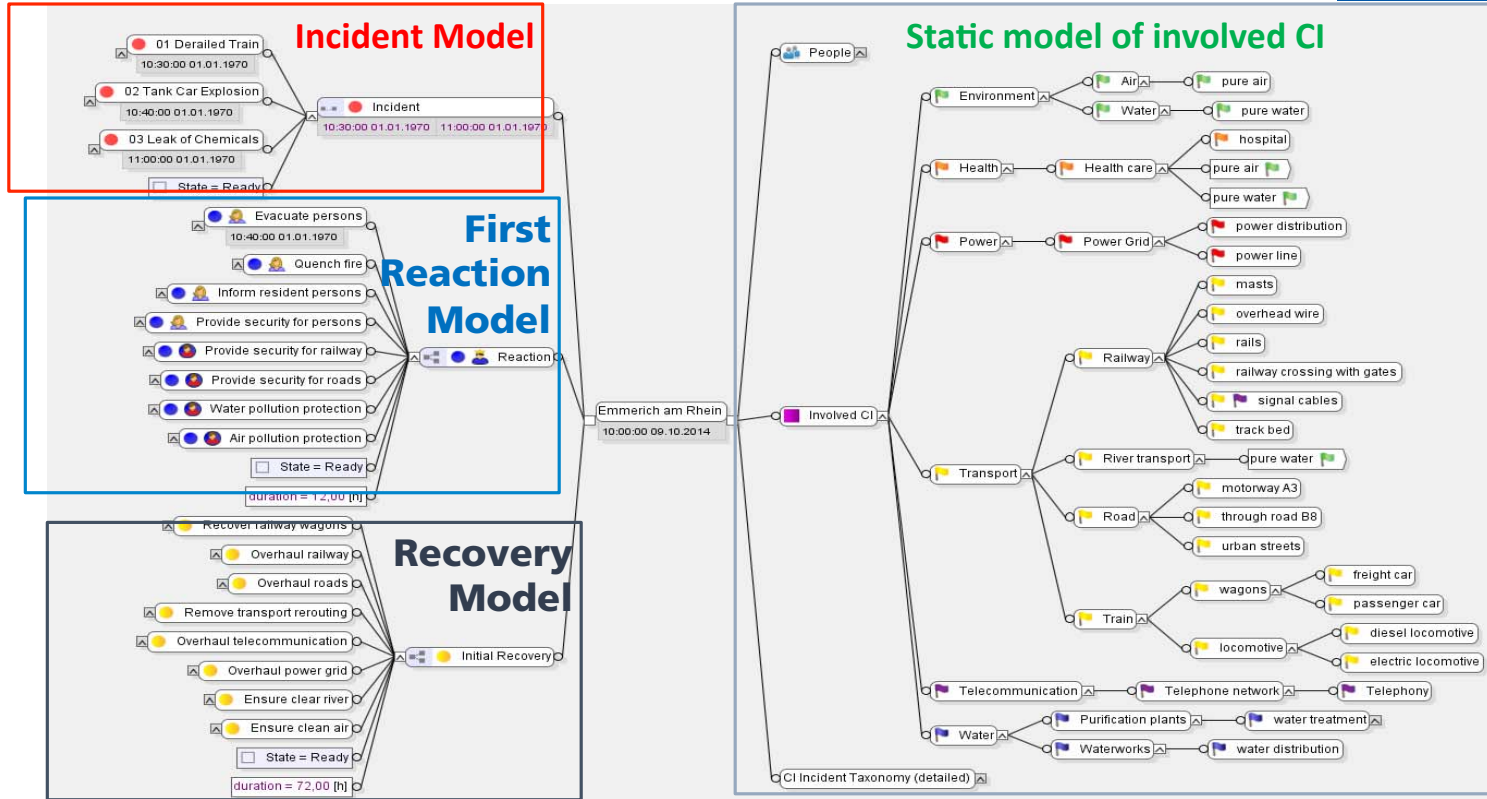 Incident Model
01 Derailed Train
10:30:00 01.01.1970
02 Tank Car Explosion
10:40:00 01.01.1970
03 Leak of Chemicals
11:00:00 01.01.1970
State = Ready
Incident
10:30:00 01.01.1970 11:00:00 01.01.1970
First
Reaction
Model
Evacuate persons
10:40:00 01.01.1970
Quench fire
Inform resident persons
Provide security for persons
Provide security for railway
Provide security for roads
Water pollution protection
Air pollution protection
State = Ready
duration = 12,00 [h]
Reaction
Recovery
Model
Recover railway wagons
Overhaul railway
Overhaul roads
Remove transport rerouting
Overhaul telecommunication
Overhaul power grid
Ensure clear river
Ensure clean air
State = Ready
duration = 72,00 [h]
Initial Recovery
Emmerich am Rhein
10:00:00 09.10.2014
Static model of involved CI
People
Involved CI
CI Incident Taxonomy (detailed)
Environment
Air
pure air
Water
pure water
Health
Health care
hospital
pure air
pure water
Power
Power Grid
power distribution
power line
Transport
Railway
masts
overhead wire
rails
railway crossing with gates
signal cables
track bed
River transport
pure water
Road
motorway A3
through road B8
urban streets
Train
wagons
freight car
passenger car
locomotive
diesel locomotive
electric locomotive
Telecommunication
Telephone network
Telephony
Water
Purification plants
water treatment
Waterworks
water distribution